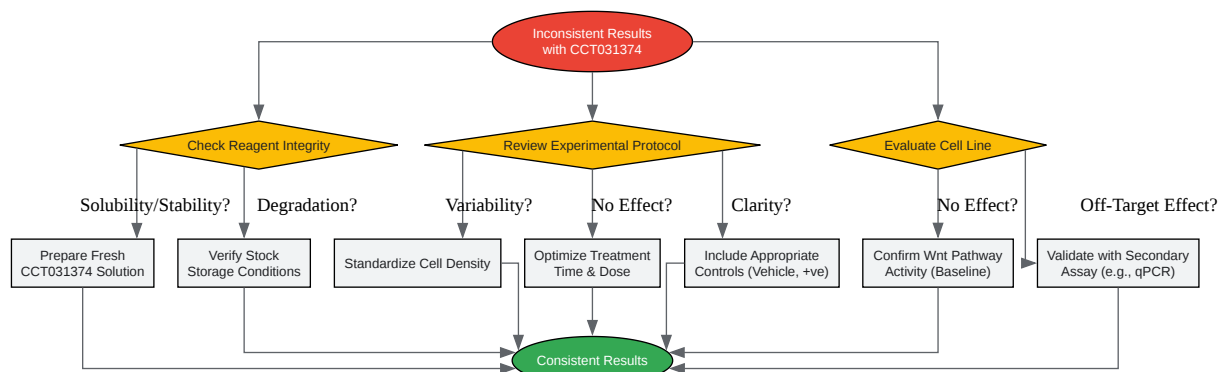 Inconsistent Results
with CCT031374
Check Reagent Integrity
Review Experimental Protocol
Evaluate Cell Line
Solubility/Stability?
Degradation?
Variability?
No Effect?
Clarity?
No Effect?
Off-Target Effect?
Prepare Fresh
CCT031374 Solution
Verify Stock
Storage Conditions
Standardize Cell Density
Optimize Treatment
Time & Dose
Include Appropriate
Controls (Vehicle, +ve)
Confirm Wnt Pathway
Activity (Baseline)
Validate with Secondary
Assay (e.g., qPCR)
Consistent Results